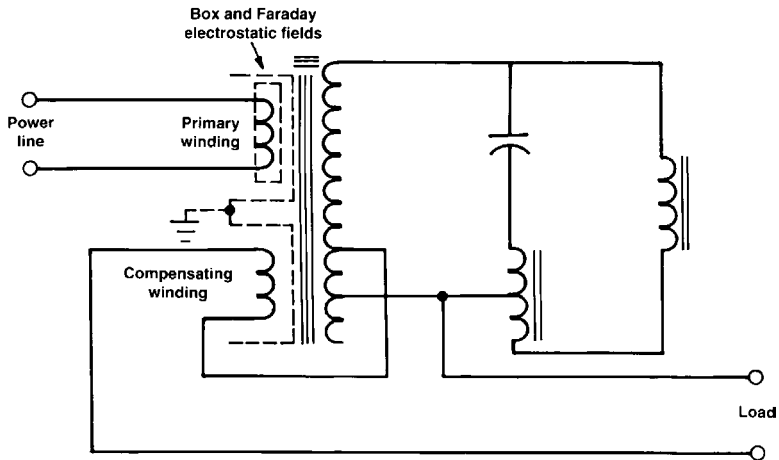 Box and Faraday
electrostatic fields
Power
line
Primary
winding
Compensating
winding
Load